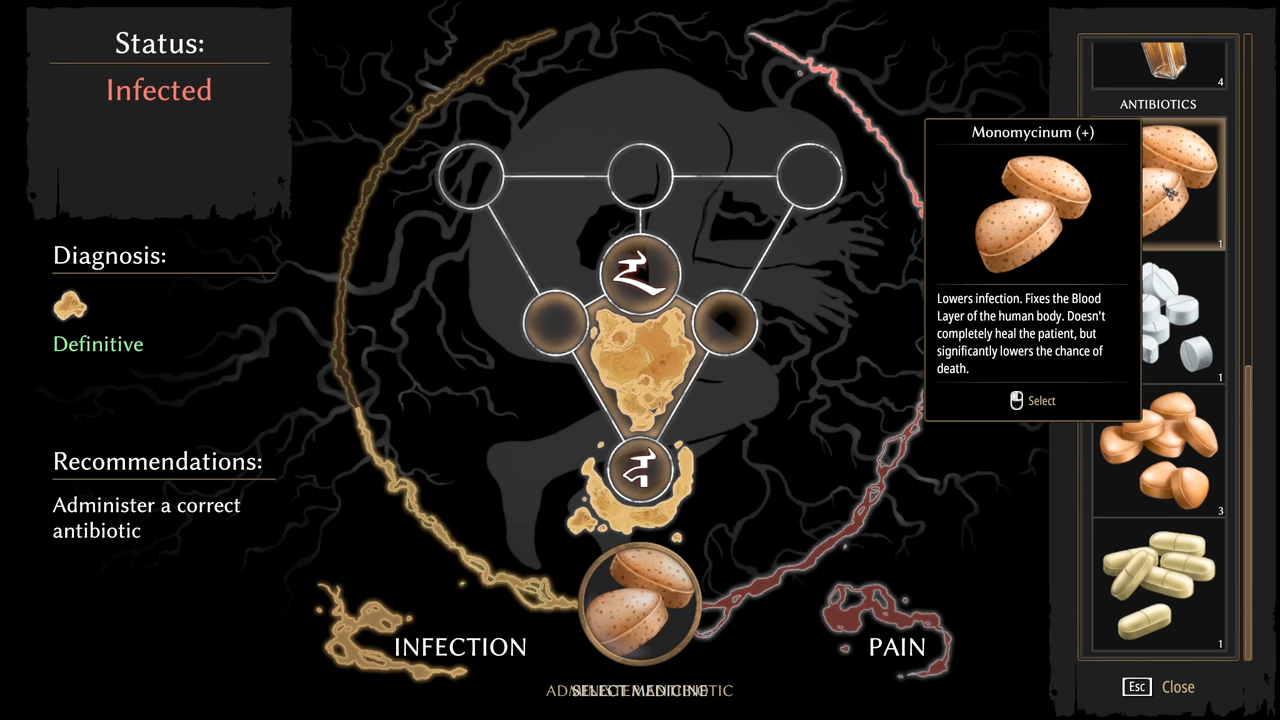 Status:
Infected
Diagnosis:
Definitive
Recommendations:
Administer a correct
antibiotic
INFECTION
PAIN
SELECT MEDICINE
4
ANTIBIOTICS
Monomycinum (+)
Lowers infection. Fixes the Blood
Layer of the human body. Doesn't
completely heal the patient, but
significantly lowers the chance of
death.
Select
1
1
3
1
Esc Close